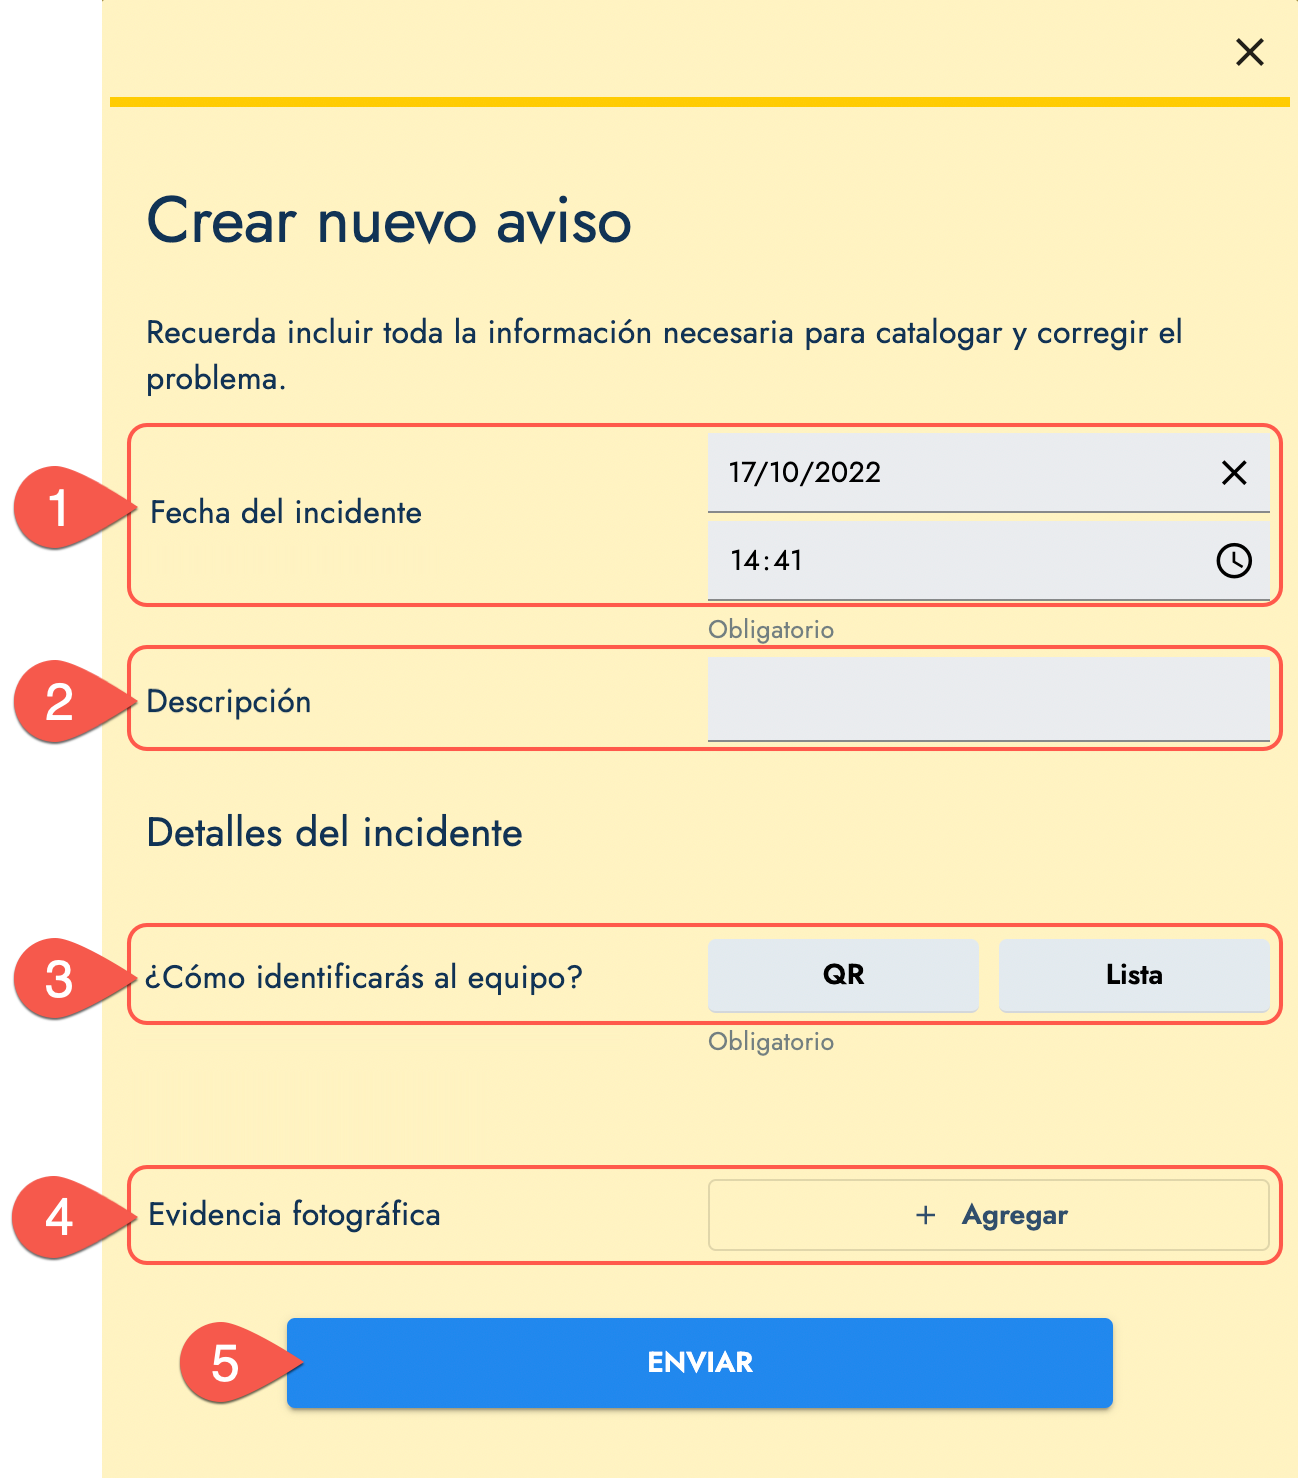 Crear nuevo aviso
Recuerda incluir toda la información necesaria para catalogar y corregir el
problema.
1
Fecha del incidente
17/10/2022
14:41
Obligatorio
2
Descripción
Detalles del incidente
3
¿Cómo identificarás al equipo?
QR
Lista
Obligatorio
4
Evidencia fotográfica
+ Agregar
5
ENVIAR